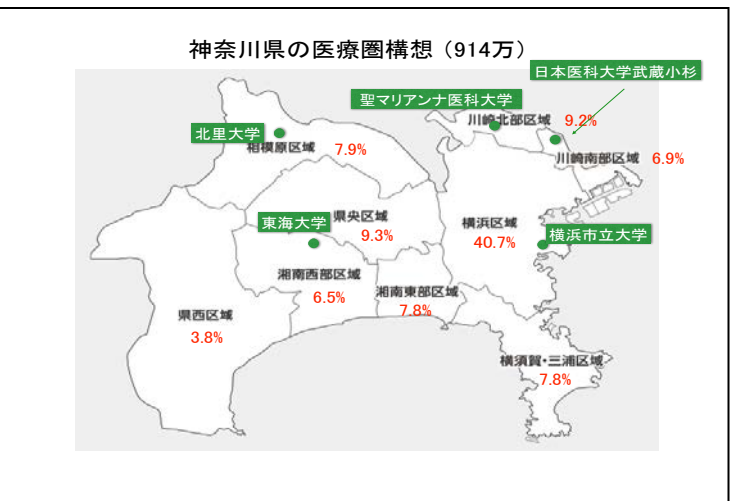 神奈川県の医療圏構想（914万）
日本医科大学武蔵小杉
聖マリアンナ医科大学
川崎北部区域 9.2%
北里大学
相模原区域 7.9%
川崎南部区域 6.9%
東海大学
県央区域
9.3%
横浜区域
40.7%
横浜市立大学
湘南西部区域
6.5%
湘南東部区域
7.8%
県西区域
3.8%
横須賀・三浦区域
7.8%